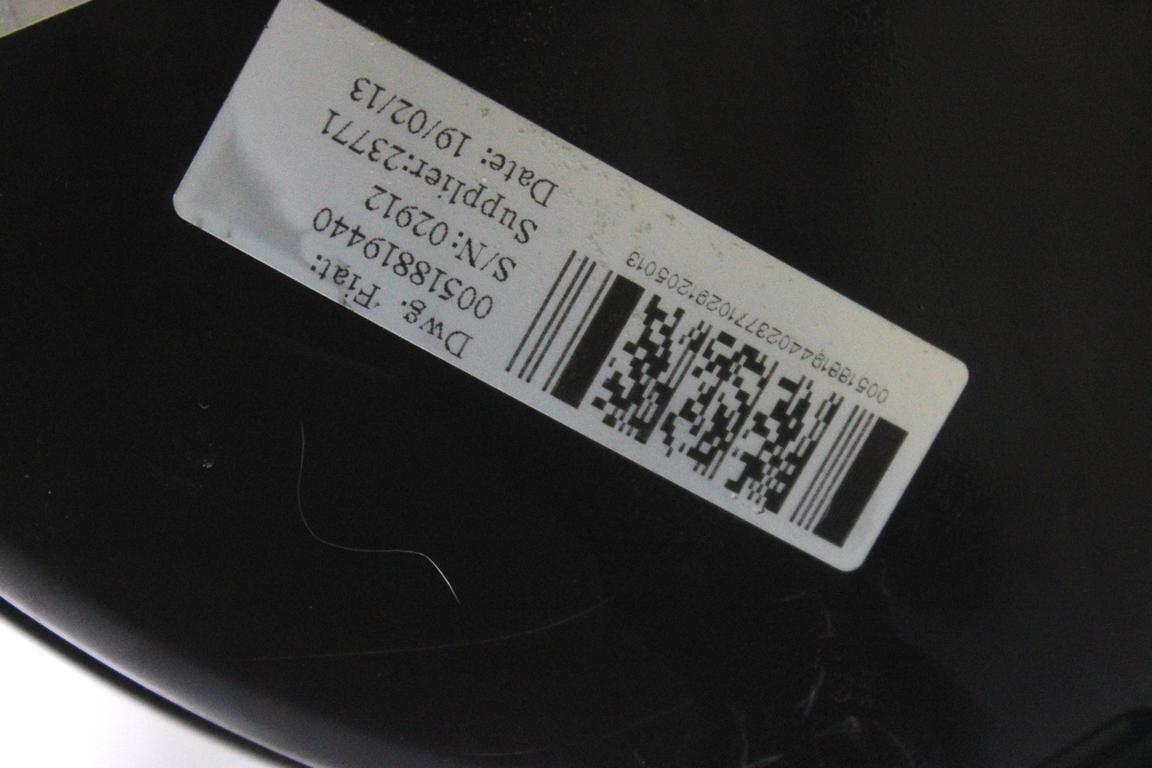 Dwg. Fiat:
00518819440
S/N: 02912
Supplier:23771
Date: 19/02/13
00518819440237710291205013